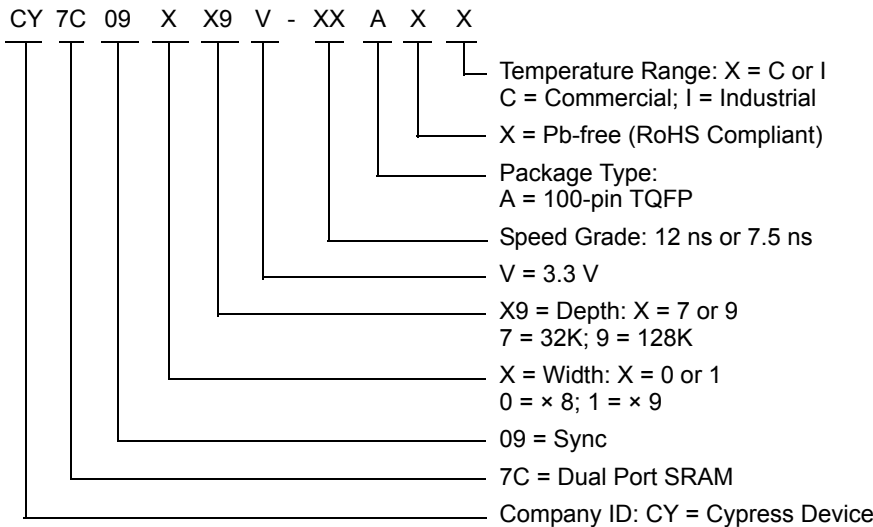 CY 7C 09 X X9 V - XX A X X
Temperature Range: X = C or I
C = Commercial; I = Industrial
X = Pb-free (RoHS Compliant)
Package Type:
A = 100-pin TQFP
Speed Grade: 12 ns or 7.5 ns
V = 3.3 V
X9 = Depth: X = 7 or 9
7 = 32K; 9 = 128K
X = Width: X = 0 or 1
0 = × 8; 1 = × 9
09 = Sync
7C = Dual Port SRAM
Company ID: CY = Cypress Device